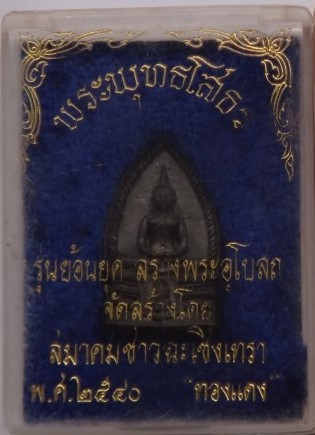 พระพุทธโสธร
รุ่นย้อนยุค สร้างพระอุโบสถ
จัดสร้างโดย
สมาคมชาวฉะเชิงเทรา
พ.ศ.๒๕๔๐ "ทองแดง"